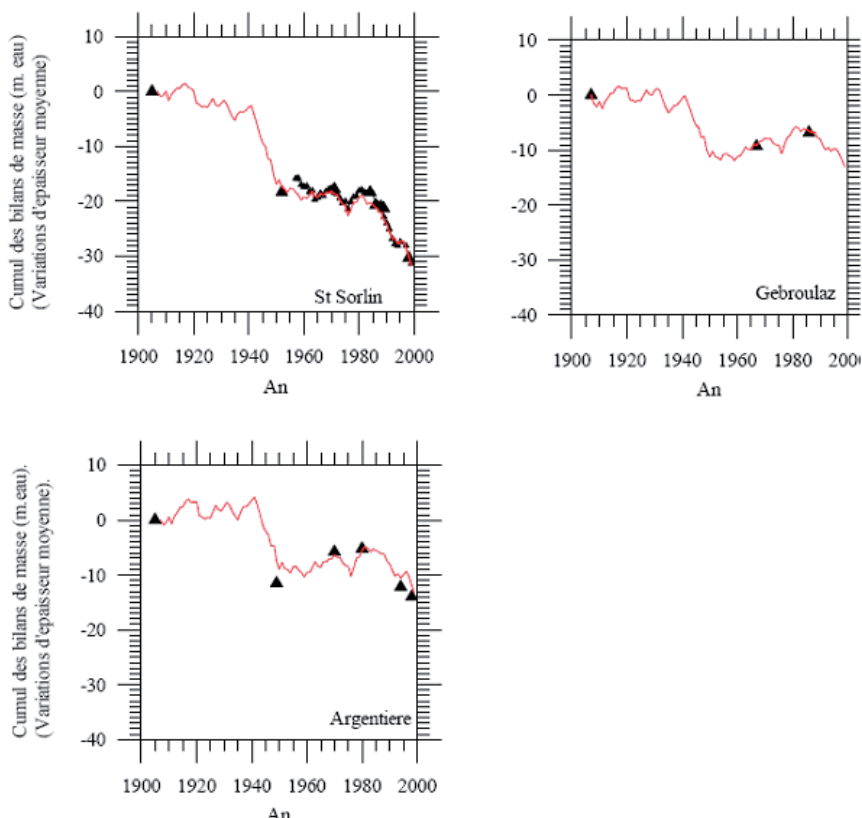 Cumul des bilans de masse (m. eau)
(Variations d'epaisseur moyenne)
10
0
-10
-20
-30
-40
St Sorlin
1900 1920 1940 1960 1980 2000
An
10
0
-10
-20
-30
-40
Gebroulaz
1900 1920 1940 1960 1980 200
An
Cumul des bilans de masse (m.eau).
(Variations d'epaisseur moyenne).
10
0
-10
-20
-30
-40
Argentiere
1900 1920 1940 1960 1980 2000
An